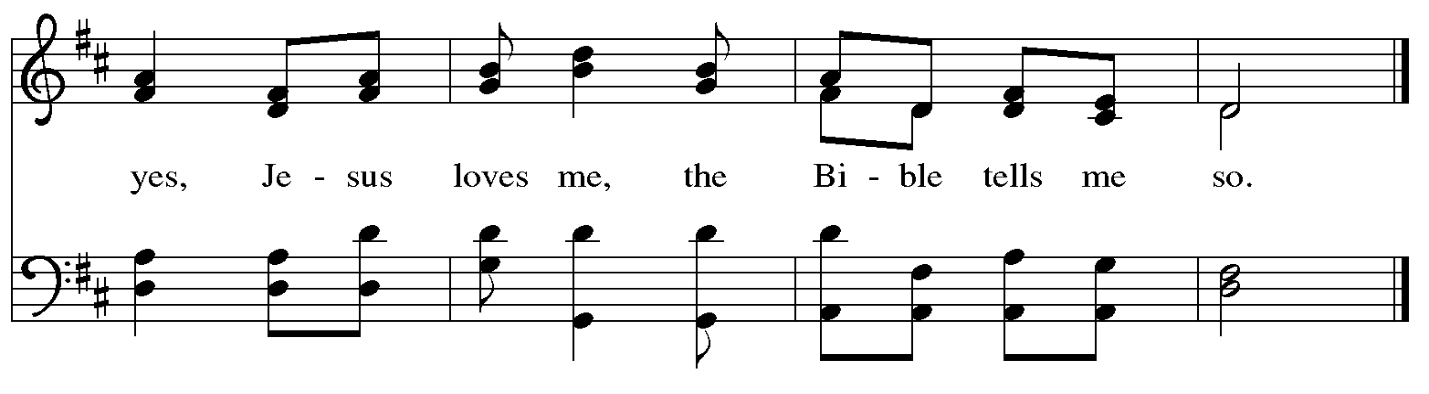 yes, Je - sus loves me, the Bi - ble tells me so.